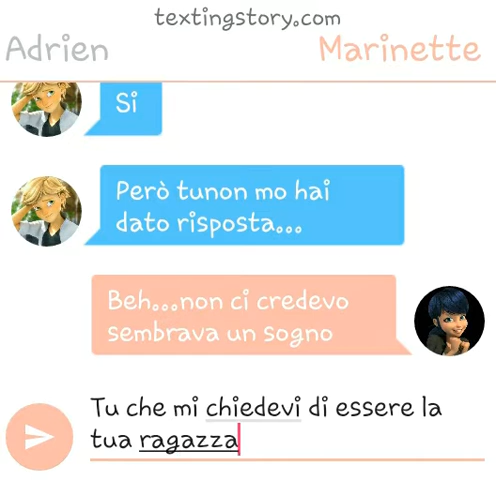 textingstory.com
Adrien
Marinette
Si
Però tunon mo hai
dato risposta...
Beh...non ci credevo
sembrava un sogno
Tu che mi chiedevi di essere la
tua ragazza